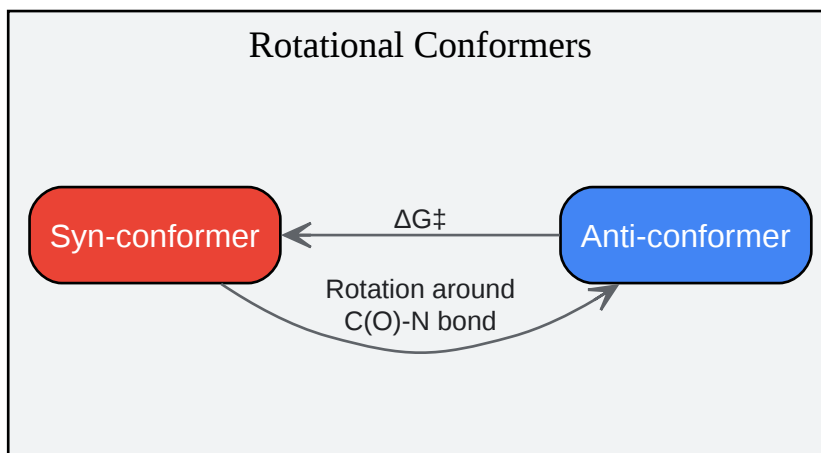 Rotational Conformers
Syn-conformer
ΔG‡
Anti-conformer
Rotation around
C(O)-N bond